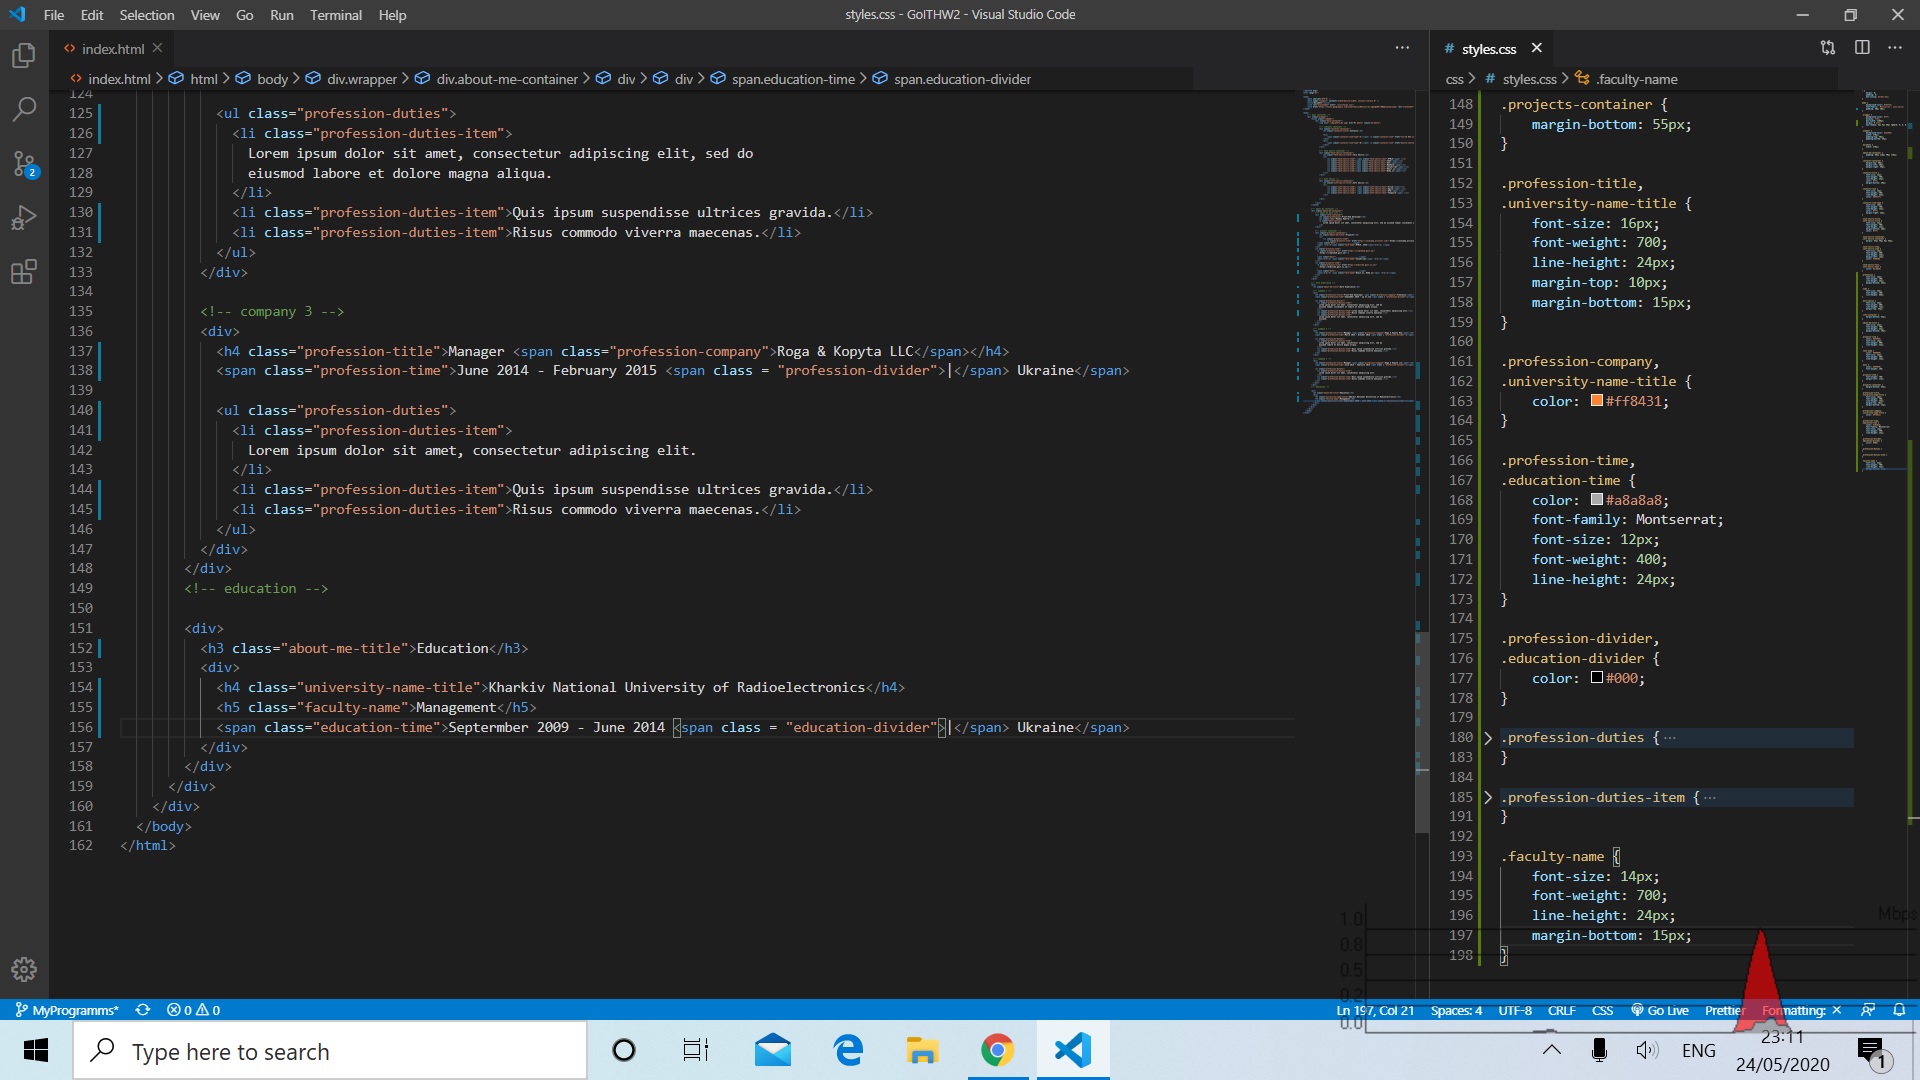 File Edit Selection View Go Run Terminal Help
styles.css - GoITHW2 - Visual Studio Code
index.html
index.html > html > body > div.wrapper > div.about-me-container > div > div > span.education-time > span.education-divider
124
125 <ul class="profession-duties">
126 <li class="profession-duties-item">
127 Lorem ipsum dolor sit amet, consectetur adipiscing elit, sed do
128 eiusmod labore et dolore magna aliqua.
129 </li>
130 <li class="profession-duties-item">Quis ipsum suspendisse ultrices gravida.</li>
131 <li class="profession-duties-item">Risus commodo viverra maecenas.</li>
132 </ul>
133 </div>
134
135 <!-- company 3 -->
136 <div>
137 <h4 class="profession-title">Manager <span class="profession-company">Roga & Kopyta LLC</span></h4>
138 <span class="profession-time">June 2014 - February 2015 <span class = "profession-divider">|</span> Ukraine</span>
139
140 <ul class="profession-duties">
141 <li class="profession-duties-item">
142 Lorem ipsum dolor sit amet, consectetur adipiscing elit.
143 </li>
144 <li class="profession-duties-item">Quis ipsum suspendisse ultrices gravida.</li>
145 <li class="profession-duties-item">Risus commodo viverra maecenas.</li>
146 </ul>
147 </div>
148 </div>
149 <!-- education -->
150
151 <div>
152 <h3 class="about-me-title">Education</h3>
153 <div>
154 <h4 class="university-name-title">Kharkiv National University of Radioelectronics</h4>
155 <h5 class="faculty-name">Management</h5>
156 <span class="education-time">Septermber 2009 - June 2014 <span class = "education-divider">|</span> Ukraine</span>
157 </div>
158 </div>
159 </div>
160 </div>
161 </body>
162 </html>
# styles.css
css > # styles.css > .faculty-name
148 .projects-container {
149 margin-bottom: 55px;
150 }
151
152 .profession-title,
153 .university-name-title {
154 font-size: 16px;
155 font-weight: 700;
156 line-height: 24px;
157 margin-top: 10px;
158 margin-bottom: 15px;
159 }
160
161 .profession-company,
162 .university-name-title {
163 color: #ff8431;
164 }
165
166 .profession-time,
167 .education-time {
168 color: #a8a8a8;
169 font-family: Montserrat;
170 font-size: 12px;
171 font-weight: 400;
172 line-height: 24px;
173 }
174
175 .profession-divider,
176 .education-divider {
177 color: #000;
178 }
179
180 .profession-duties { ···
183 }
184
185 .profession-duties-item { ···
191 }
192
193 .faculty-name {
194 font-size: 14px;
195 font-weight: 700;
196 line-height: 24px;
197 margin-bottom: 15px;
198 }
2
1.0
0.8
0.5
0.2
0.0
Mbps
MyProgramms* 0 0
Ln 197, Col 21 Spaces: 4 UTF-8 CRLF CSS Go Live Prettier Formatting: ×
Type here to search
ENG
23:11
24/05/2020
1